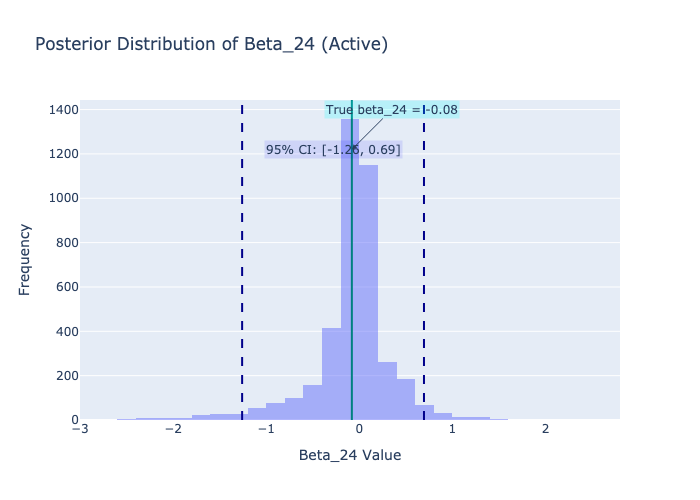 Posterior Distribution of Beta_24 (Active)
True beta_24 = -0.08
95% CI: [-1.26, 0.69]
1400
1200
1000
800
600
400
200
0
Frequency
−3
−2
−1
0
1
2
Beta_24 Value